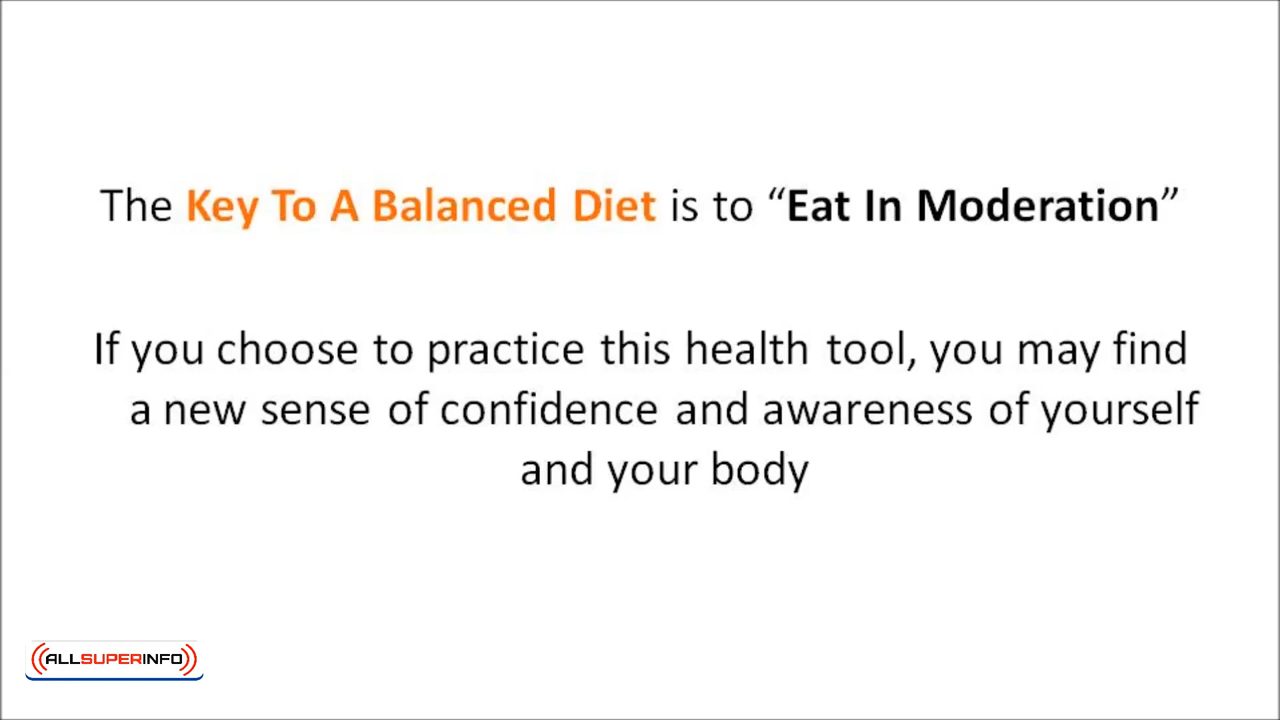 The Key To A Balanced Diet is to “Eat In Moderation”
If you choose to practice this health tool, you may find
a new sense of confidence and awareness of yourself
and your body
ALLSUPERINFO